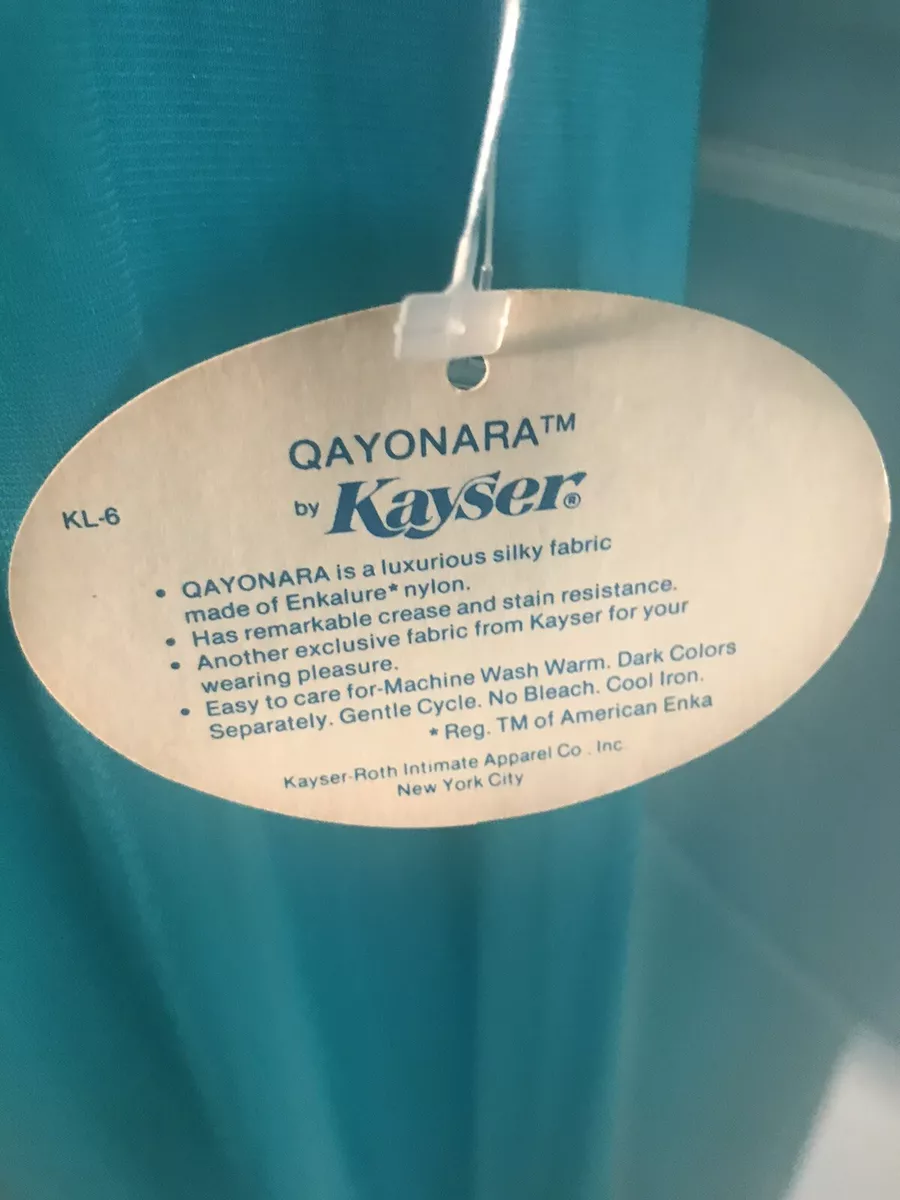 QAYONARA™
by Kayser®
KL-6
• QAYONARA is a luxurious silky fabric
made of Enkalure* nylon.
• Has remarkable crease and stain resistance.
• Another exclusive fabric from Kayser for your
wearing pleasure.
• Easy to care for-Machine Wash Warm. Dark Colors
Separately. Gentle Cycle. No Bleach. Cool Iron.
* Reg. TM of American Enka
Kayser-Roth Intimate Apparel Co. Inc.
New York City